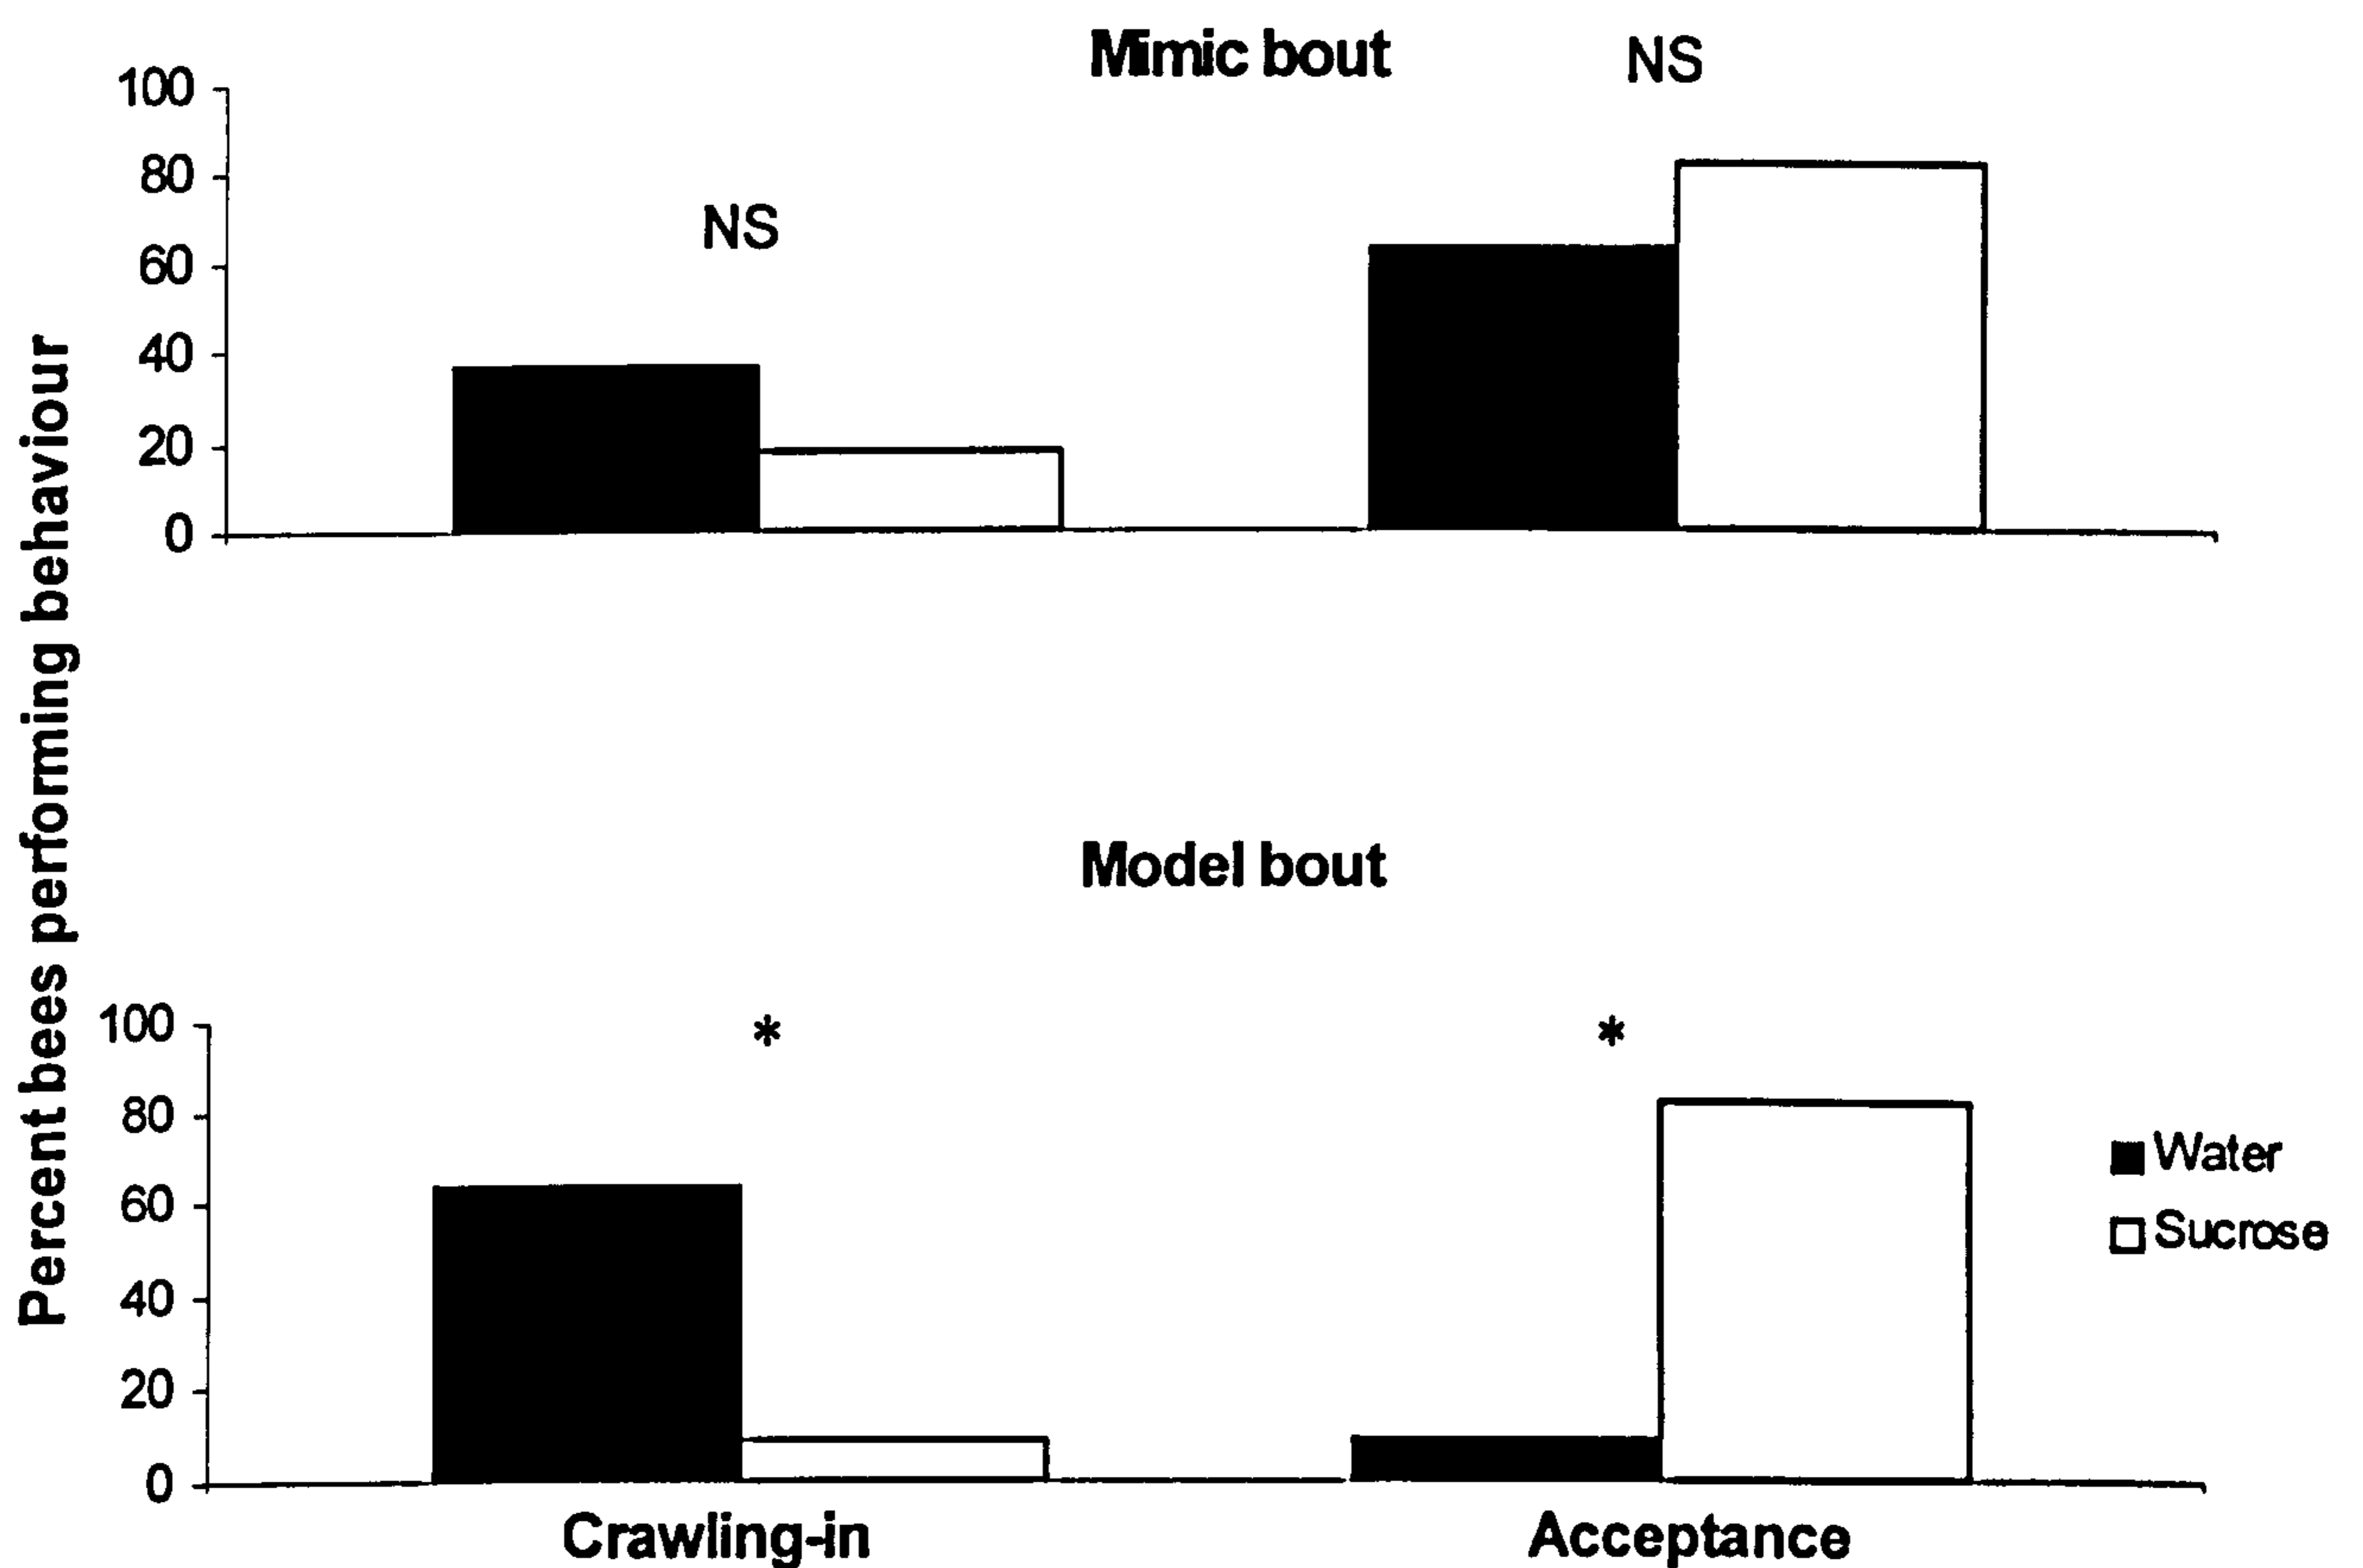 Mimic bout
NS
100
80
NS
60
40
20
0
Percent bees performing behaviour
Model bout
100
*
*
80
Water
60
Sucrose
40
20
0
Crawling-in
Acceptance